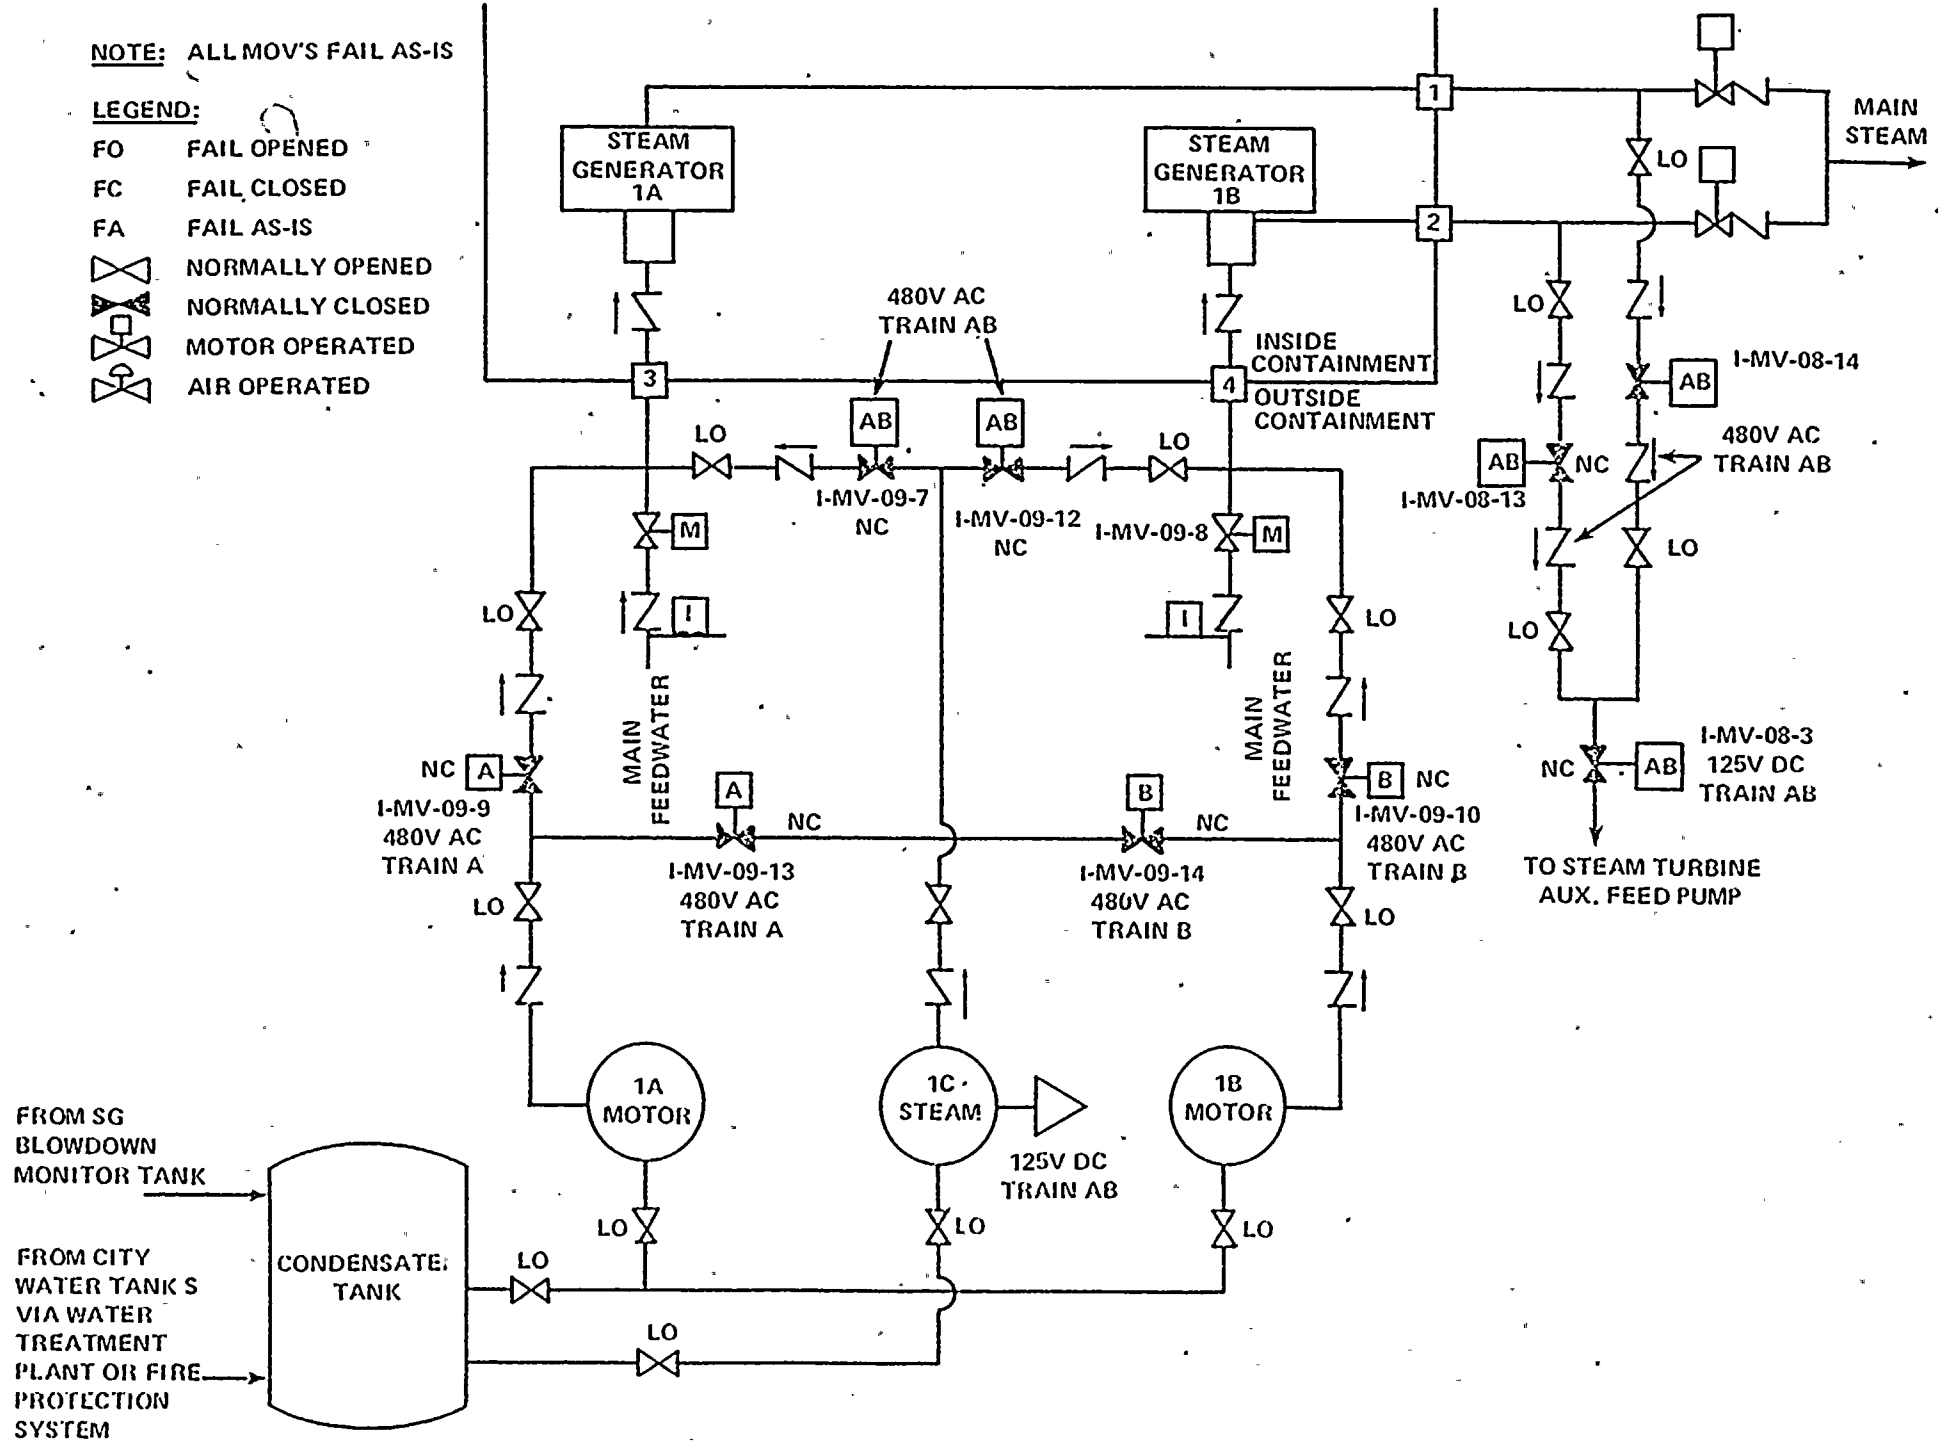 NOTE: ALL MOV'S FAIL AS-IS
LEGEND:
FO FAIL OPENED
FC FAIL CLOSED
FA FAIL AS-IS
NORMALLY OPENED
NORMALLY CLOSED
MOTOR OPERATED
AIR OPERATED
STEAM
GENERATOR
1A
STEAM
GENERATOR
1B
1
2
MAIN
STEAM
LO
LO
480V AC
TRAIN AB
INSIDE
CONTAINMENT
3
4
OUTSIDE
CONTAINMENT
I-MV-08-14
AB
480V AC
TRAIN AB
AB
NC
I-MV-08-13
LO
LO
LO
AB
AB
LO
I-MV-09-7
NC
I-MV-09-12
NC
I-MV-09-8
M
M
I
I
LO
LO
MAIN
FEEDWATER
MAIN
FEEDWATER
NC
A
I-MV-09-9
480V AC
TRAIN A
A
NC
I-MV-09-13
480V AC
TRAIN A
B
NC
I-MV-09-14
480V AC
TRAIN B
B
NC
I-MV-09-10
480V AC
TRAIN B
NC
AB
I-MV-08-3
125V DC
TRAIN AB
TO STEAM TURBINE
AUX. FEED PUMP
LO
LO
1A
MOTOR
1C
STEAM
1B
MOTOR
125V DC
TRAIN AB
LO
LO
LO
FROM SG
BLOWDOWN
MONITOR TANK
FROM CITY
WATER TANK S
VIA WATER
TREATMENT
PLANT OR FIRE
PROTECTION
SYSTEM
CONDENSATE
TANK
LO
LO